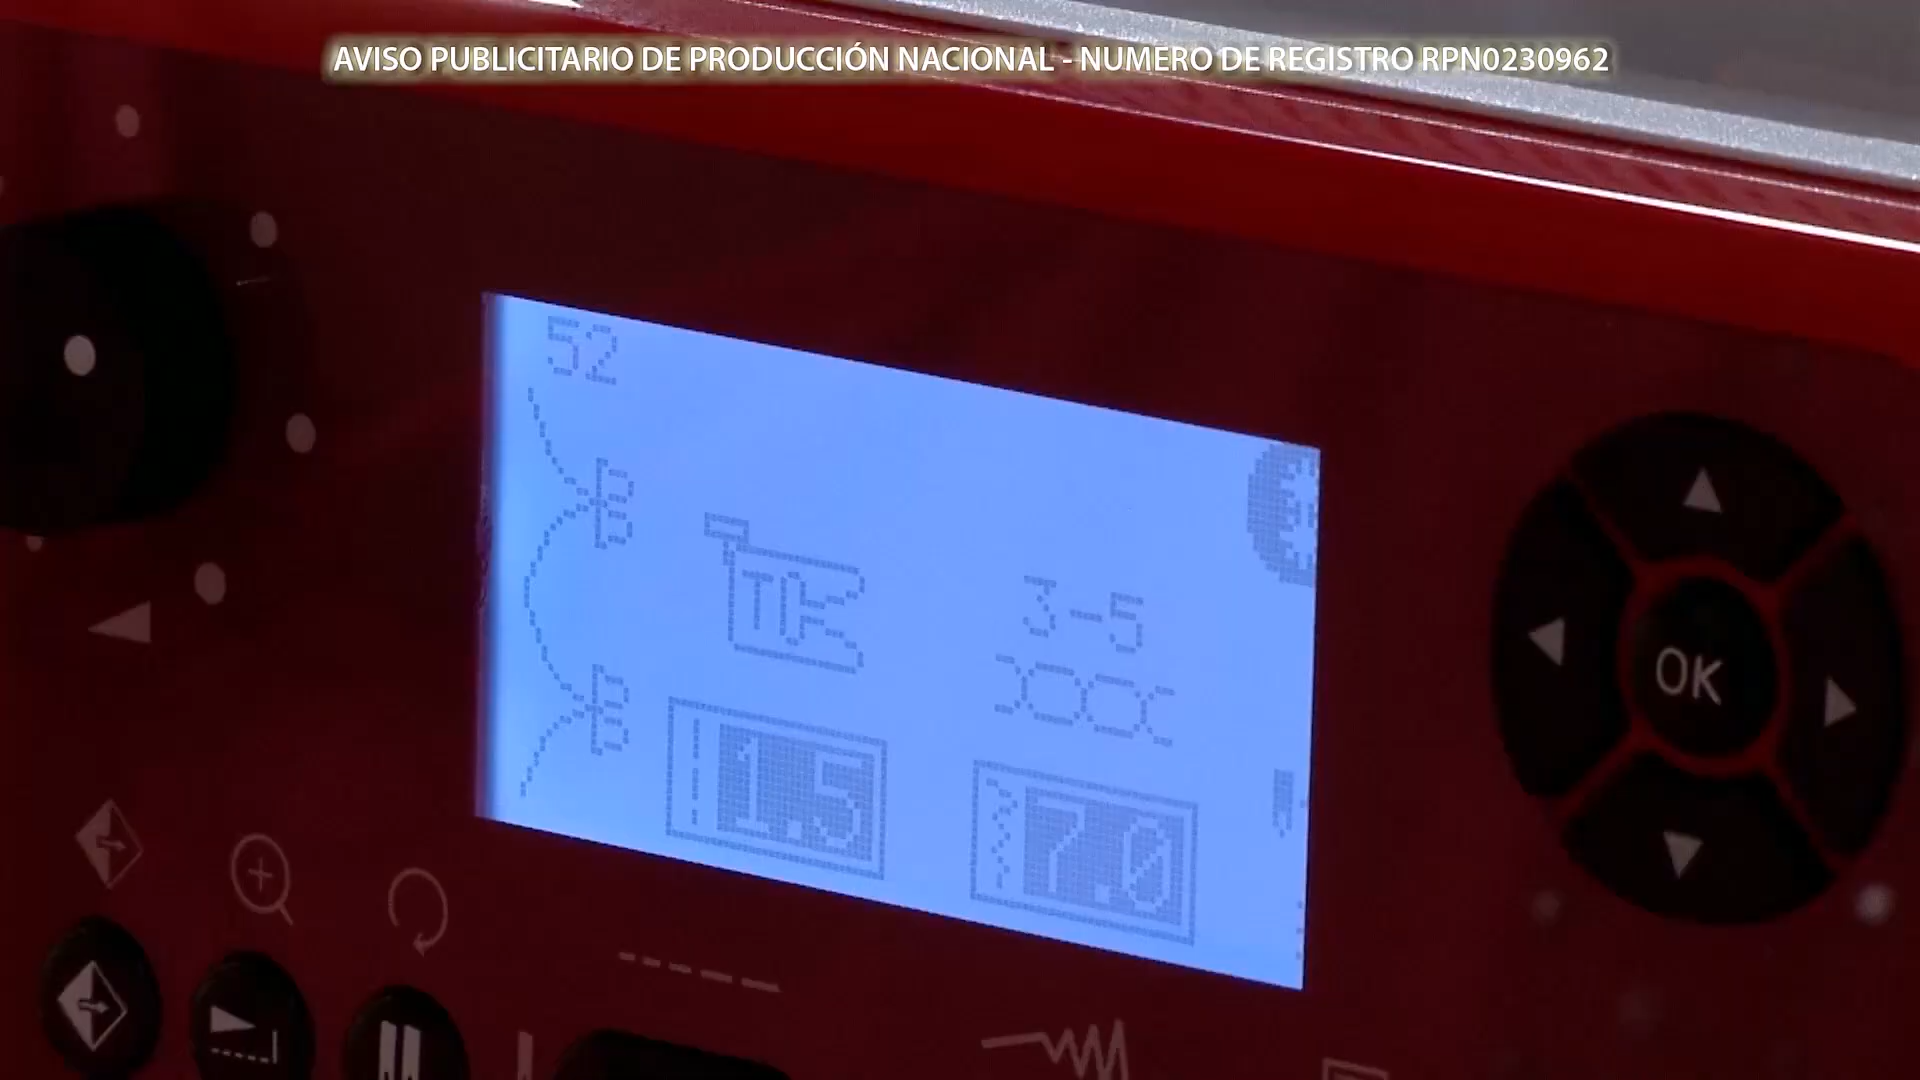 AVISO PUBLICITARIO DE PRODUCCIÓN NACIONAL - NUMERO DE REGISTRO RPN0230962
52
3-5
1.5
7.0
OK